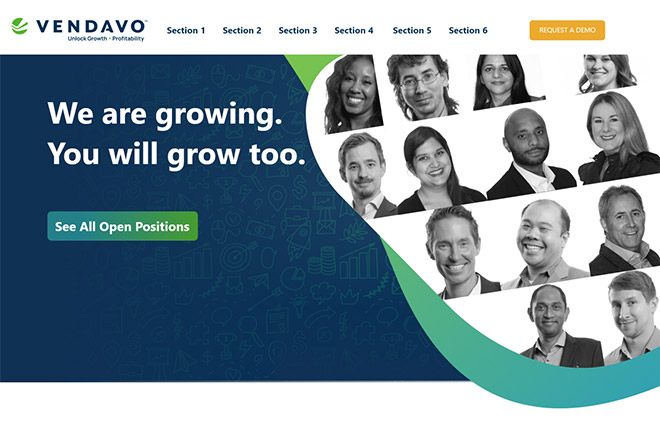 VENDAVO™
Unlock Growth + Profitability
Section 1
Section 2
Section 3
Section 4
Section 5
Section 6
REQUEST A DEMO
We are growing.
You will grow too.
See All Open Positions